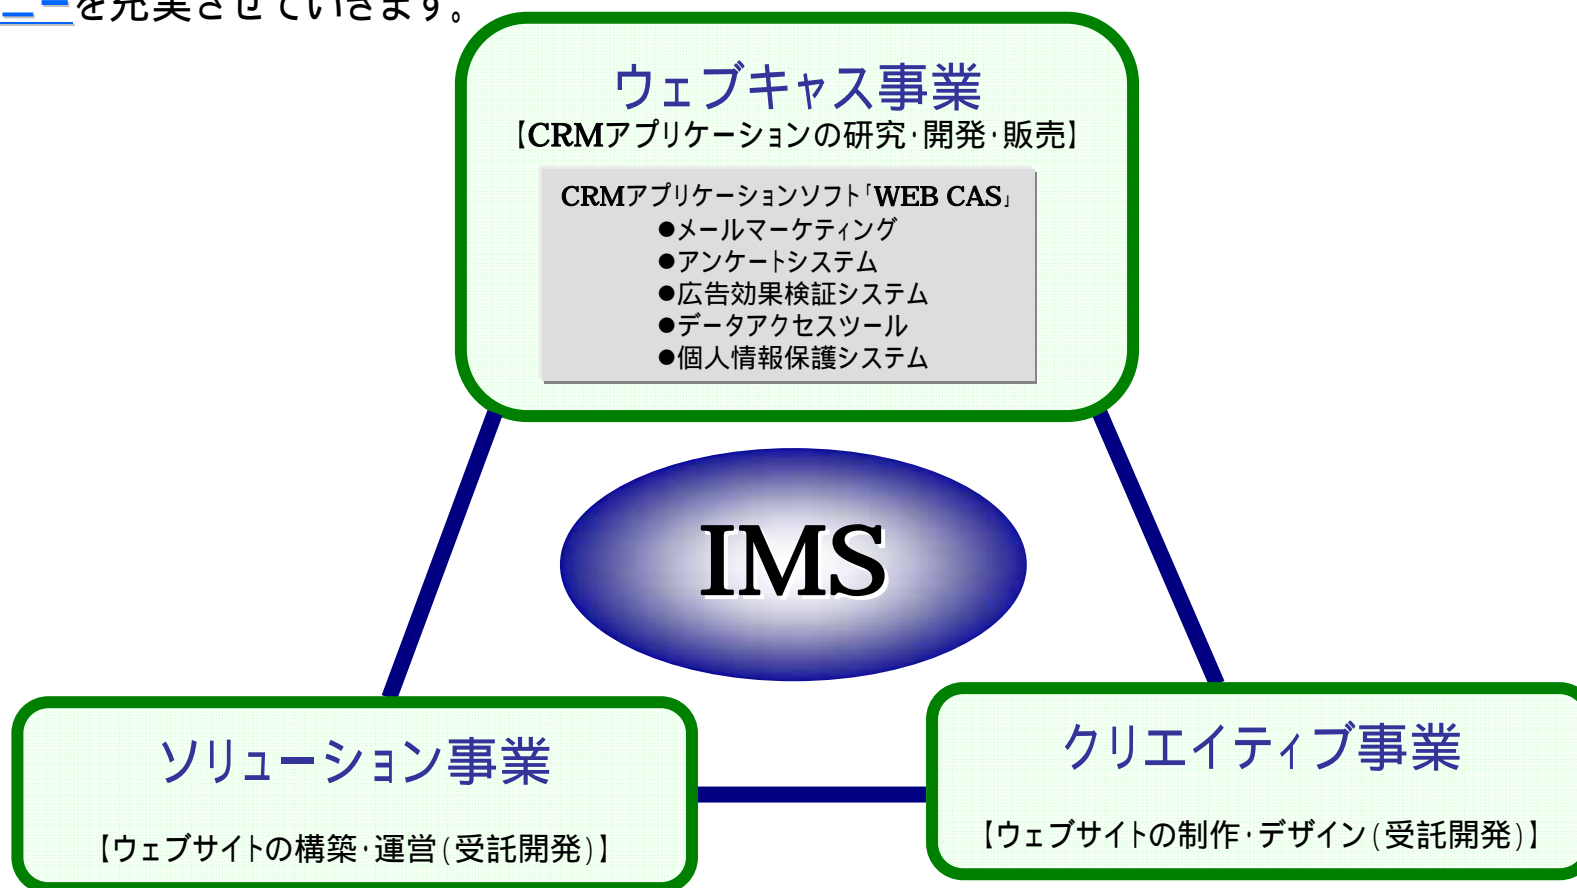 ニーを充実させていきます。
ウェブキャス事業
【CRMアプリケーションの研究・開発・販売】
CRMアプリケーションソフト「WEB CAS」
●メールマーケティング
●アンケートシステム
●広告効果検証システム
●データアクセスツール
●個人情報保護システム
IMS
ソリューション事業
【ウェブサイトの構築・運営(受託開発)】
クリエイティブ事業
【ウェブサイトの制作・デザイン(受託開発)】